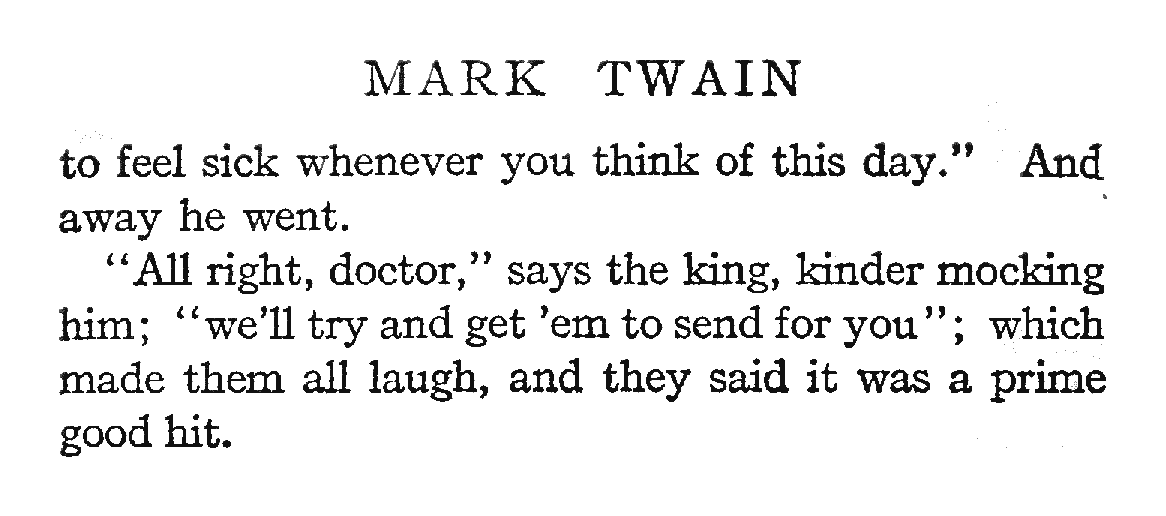 MARK TWAIN
to feel sick whenever you think of this day.” And
away he went.
“All right, doctor,” says the king, kinder mocking
him; “we’ll try and get ’em to send for you”; which
made them all laugh, and they said it was a prime
good hit.